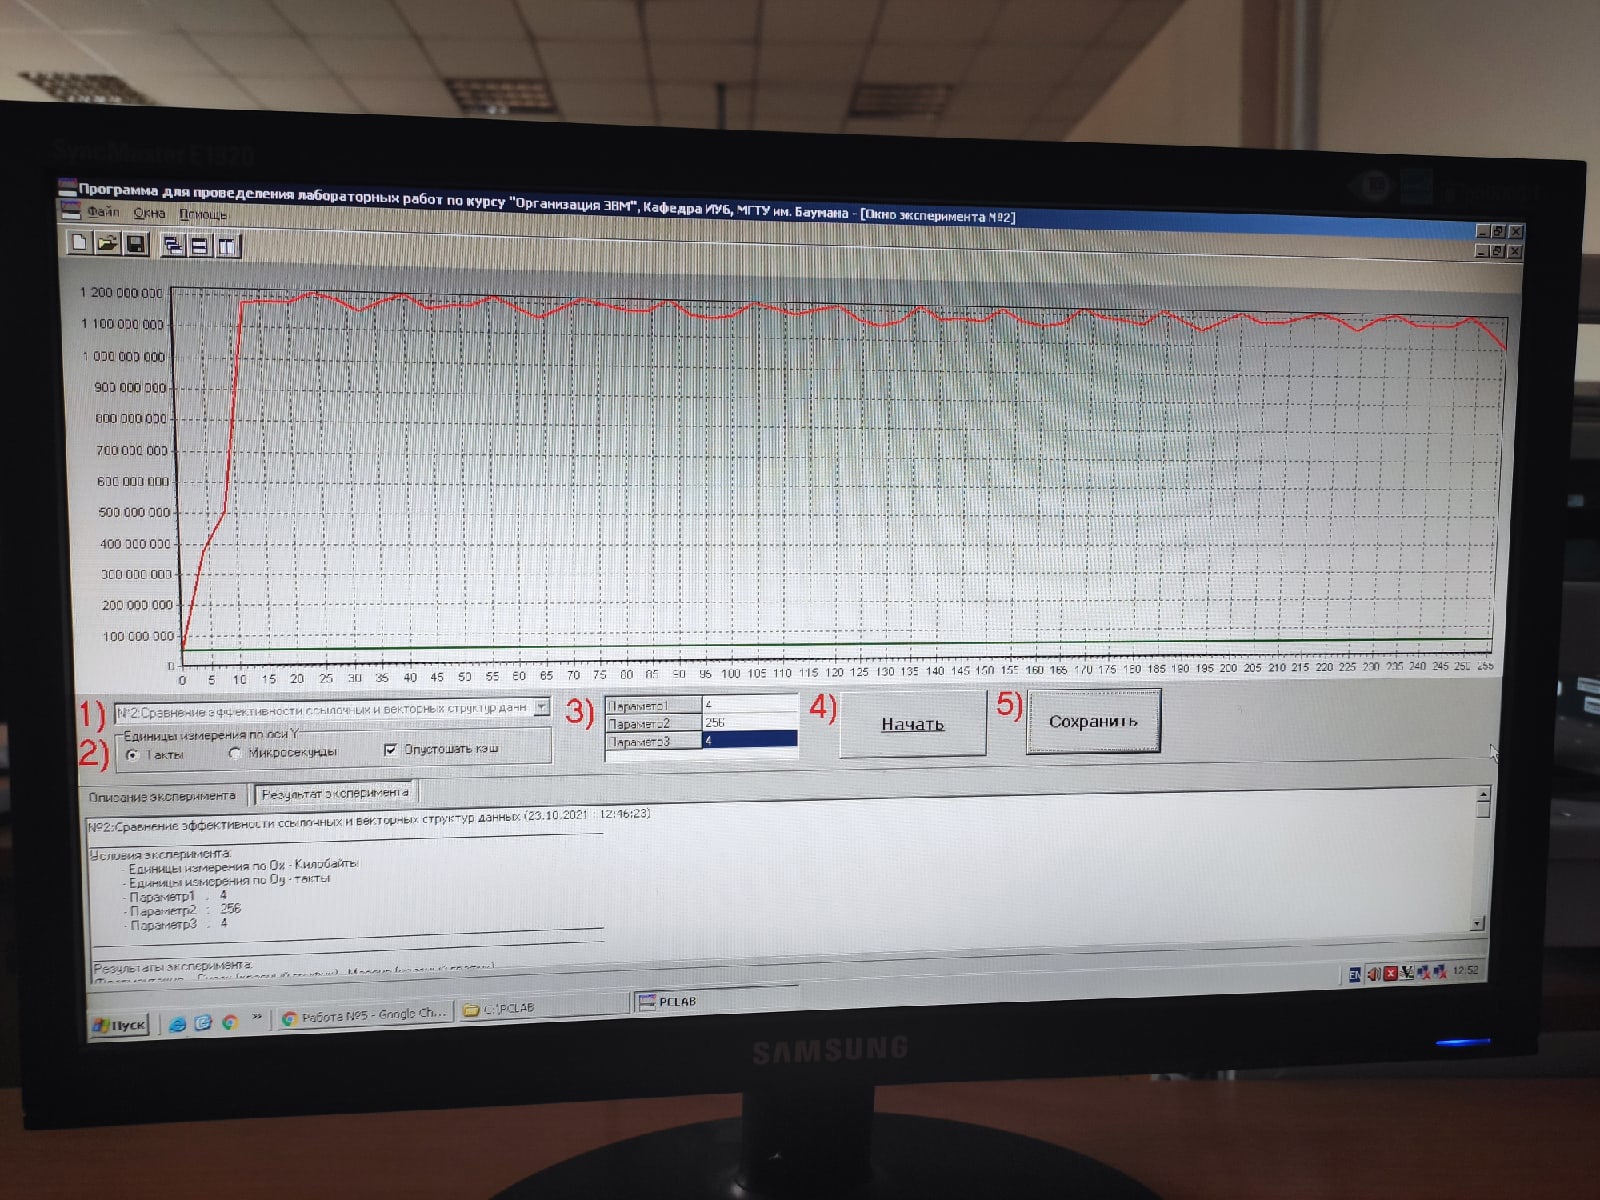 SyncMaster E1920
Программа для проведения лабораторных работ по курсу "Организация ЭВМ", Кафедра ИУ6, МГТУ им. Баумана - [Окно эксперимента №2]
Файл Окна Помощь
1 200 000 000
1 100 000 000
1 000 000 000
900 000 000
800 000 000
700 000 000
600 000 000
500 000 000
400 000 000
300 000 000
200 000 000
100 000 000
0
0 5 10 15 20 25 30 35 40 45 50 55 60 65 70 75 80 85 90 95 100 105 110 115 120 125 130 135 140 145 150 155 160 165 170 175 180 185 190 195 200 205 210 215 220 225 230 235 240 245 250 255
1) №2:Сравнение эффективности ссылочных и векторных структур данн
2) Единицы измерения по оси Y
Такты Микросекунды Опустошать кэш
3) Параметр1 4
Параметр2 256
Параметр3 4
4) Начать
5) Сохранить
Описание эксперимента Результат эксперимента
№2:Сравнение эффективности ссылочных и векторных структур данных (23.10.2021 : 12:46:23)
Условия эксперимента:
- Единицы измерения по Ox - Килобайты
- Единицы измерения по Oy - такты
- Параметр1 : 4
- Параметр2 : 256
- Параметр3 : 4
Результаты эксперимента:
Пуск » Работа №5 - Google Ch... C:\PCLAB PCLAB EN 12:52
SAMSUNG